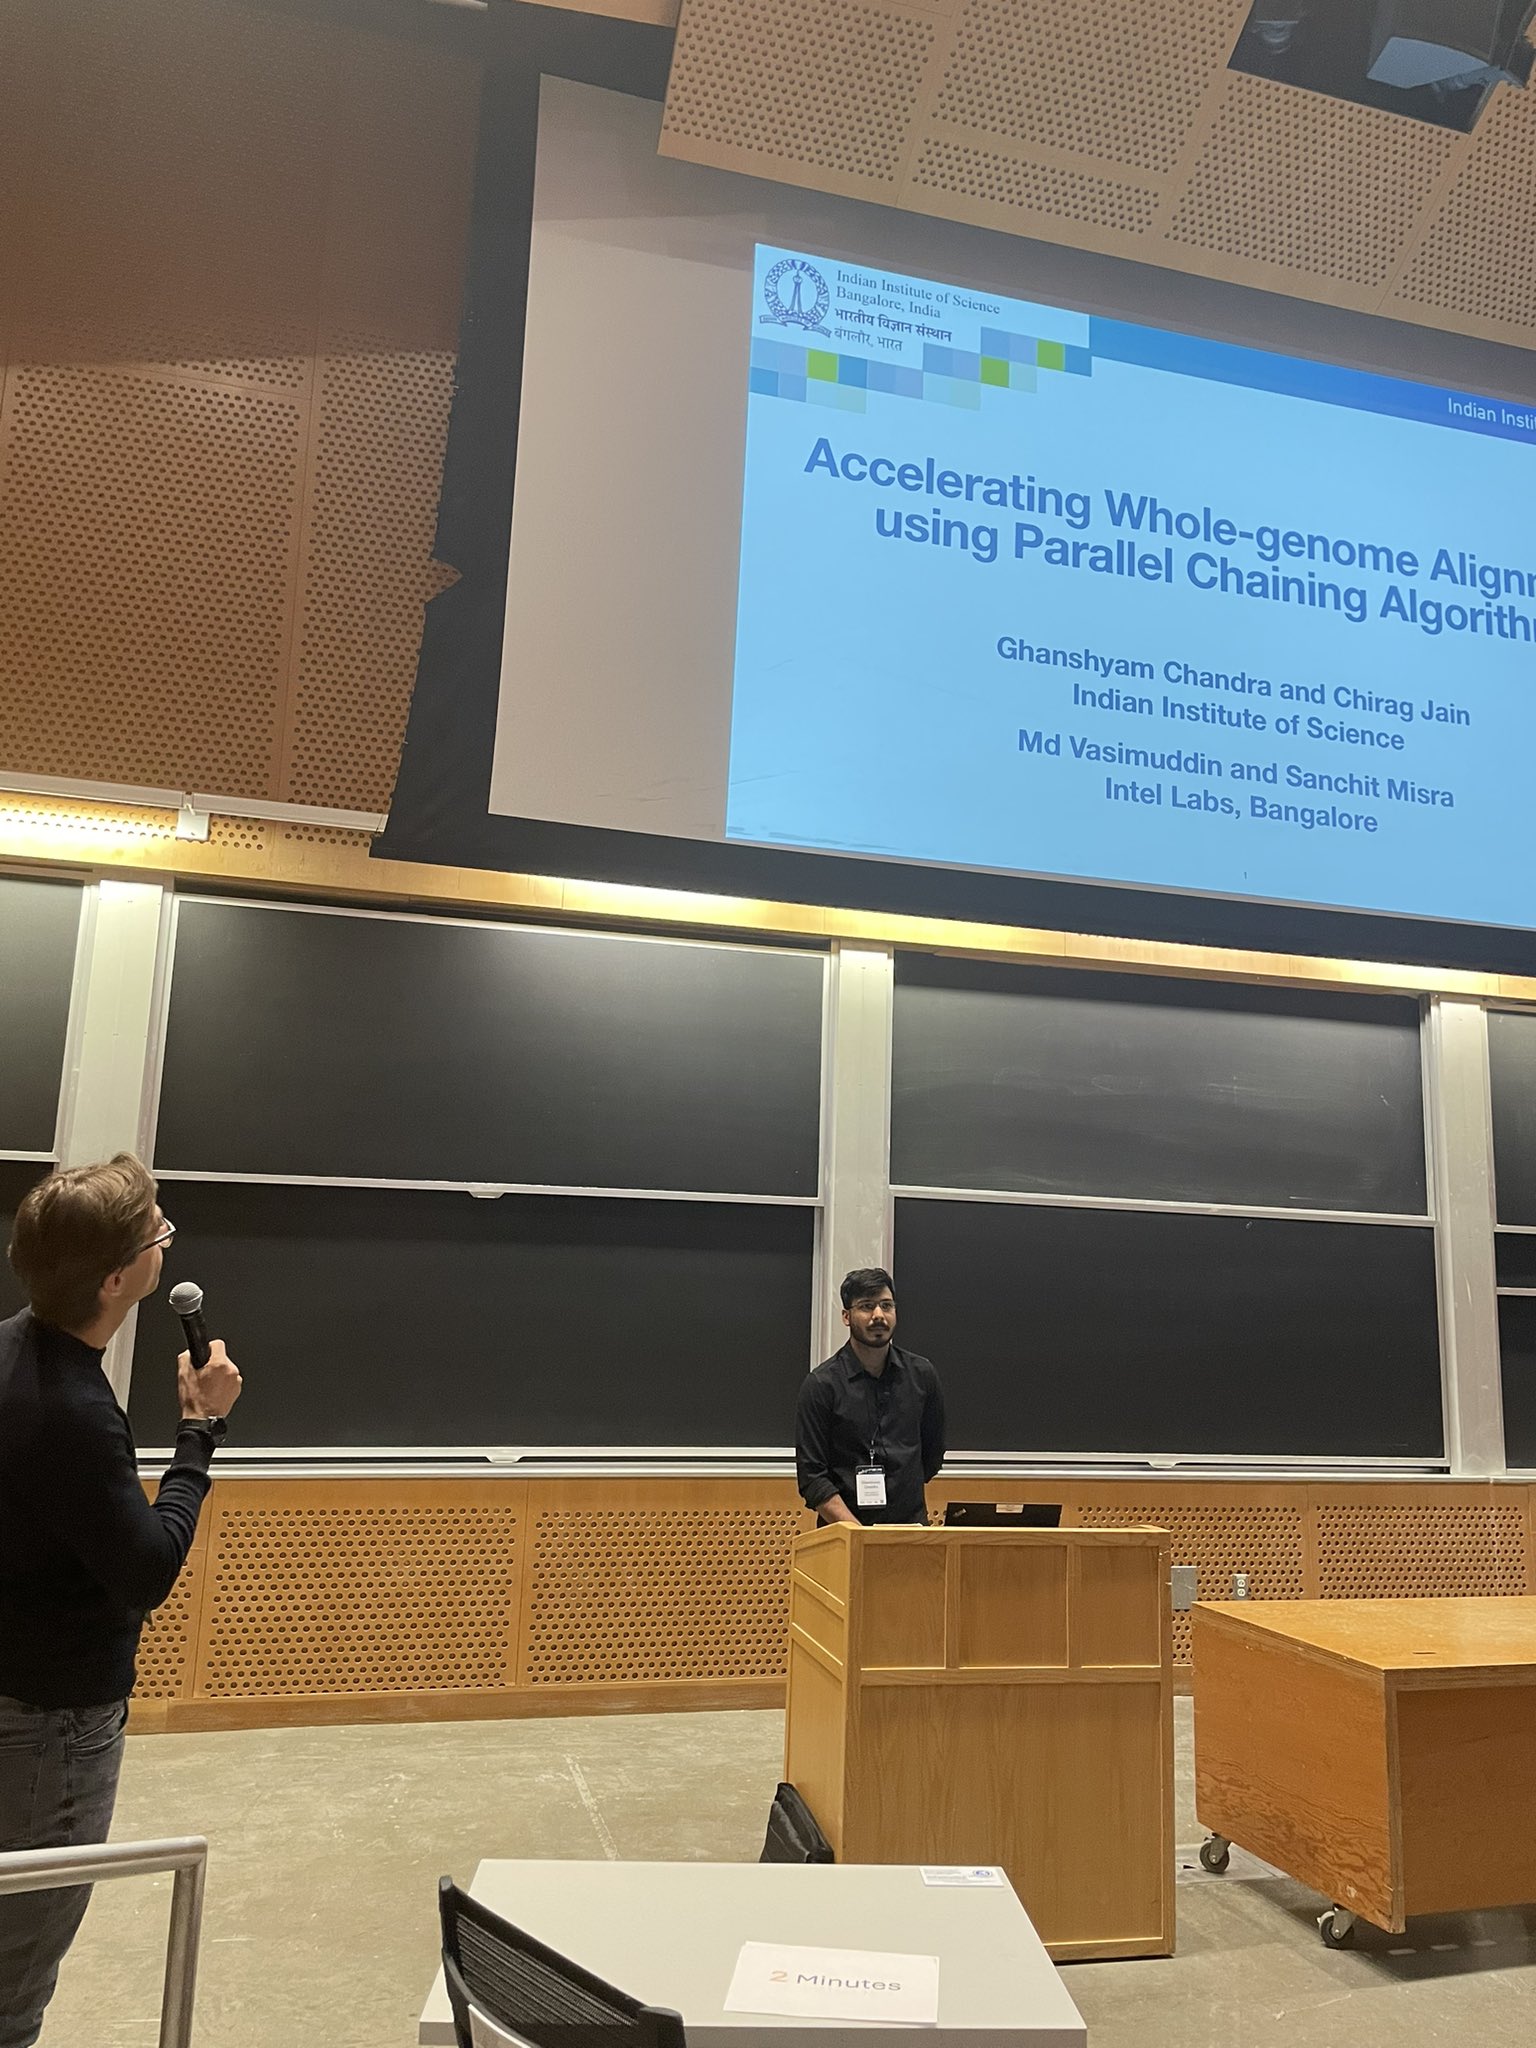 Indian Institute of Science
Bangalore, India
भारतीय विज्ञान संस्थान
बंगलौर, भारत
Indian Insti
Accelerating Whole-genome Alignm
using Parallel Chaining Algorith
Ghanshyam Chandra and Chirag Jain
Indian Institute of Science
Md Vasimuddin and Sanchit Misra
Intel Labs, Bangalore
1
2 Minutes